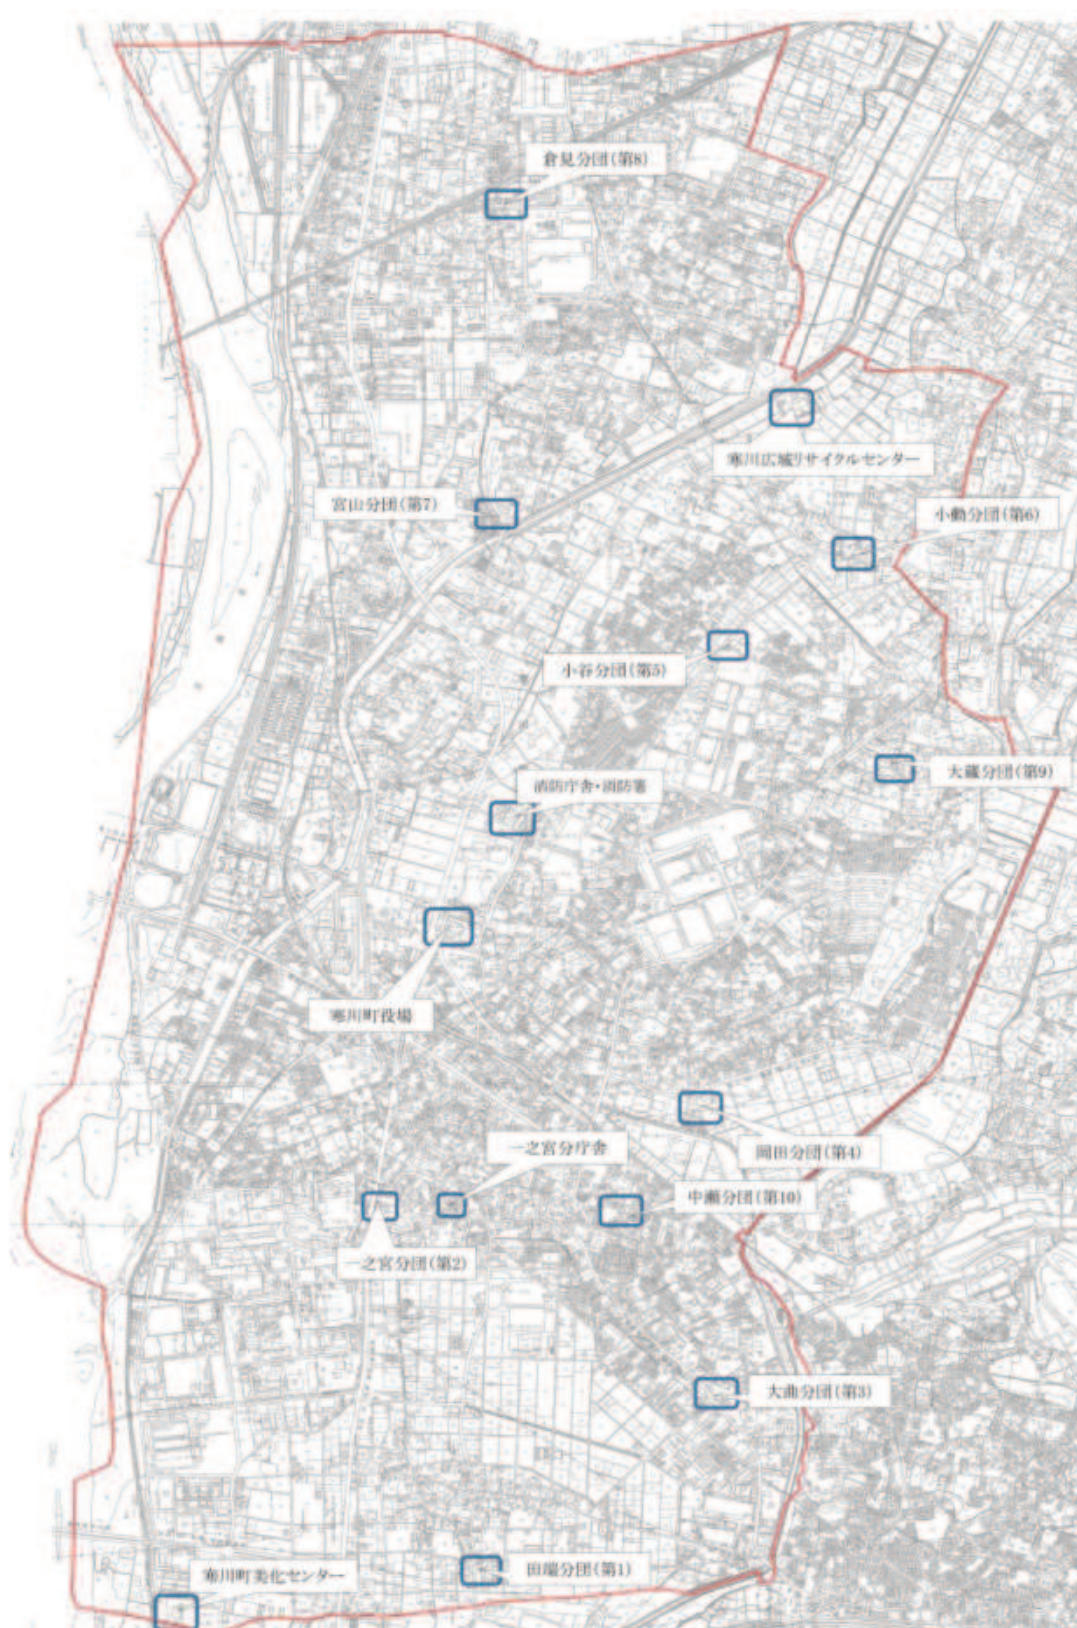 倉見分団(第8)
寒川広域リサイクルセンター
宮山分団(第7)
小動分団(第6)
小谷分団(第5)
大蔵分団(第9)
消防庁舎・消防署
寒川町役場
岡田分団(第4)
一之宮分庁舎
中瀬分団(第10)
一之宮分団(第2)
大曲分団(第3)
田端分団(第1)
寒川町美化センター